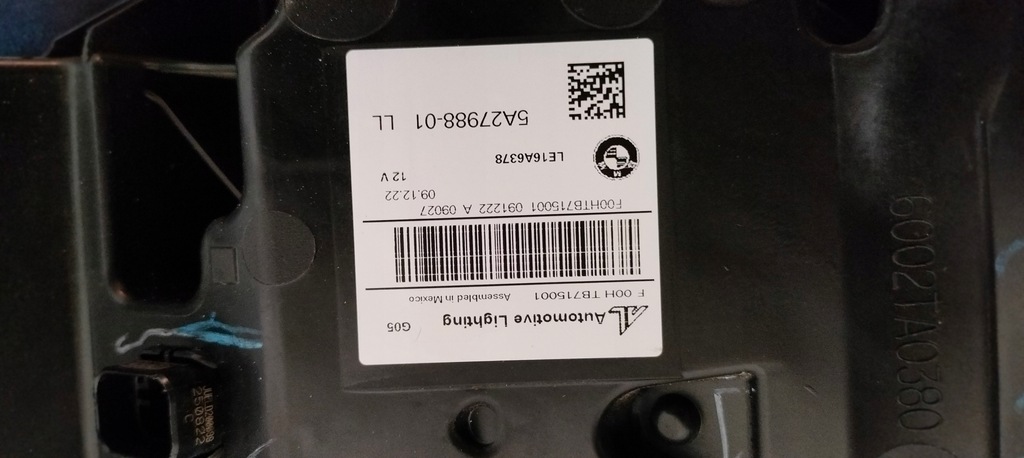 Automotive Lighting G05
F 00H TB715001 Assembled in Mexico
F00HTB715001 091222 A 09027
09.12.22
12 V
LE16A6378
5A27988-01 LL
250822
C